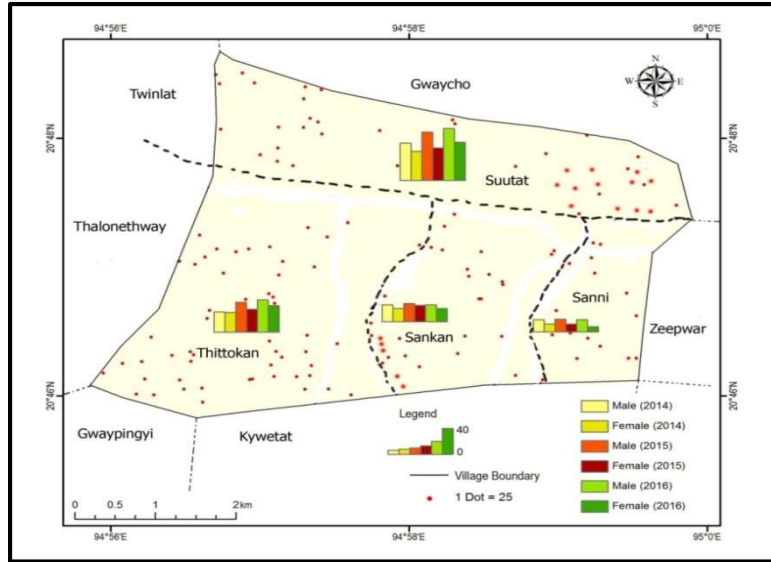 94°56'E
94°58'E
95°0'E
20°48'N
20°48'N
20°46'N
20°46'N
Twinlat
Gwaycho
N
W E
S
Suutat
Thalonethway
Sanni
Zeepwar
Thittokan
Sankan
Gwaypingyi
Kywetat
Legend
40
0
Village Boundary
1 Dot = 25
Male (2014)
Female (2014)
Male (2015)
Female (2015)
Male (2016)
Female (2016)
0 0.5 1 2km
94°56'E
94°58'E
95°0'E